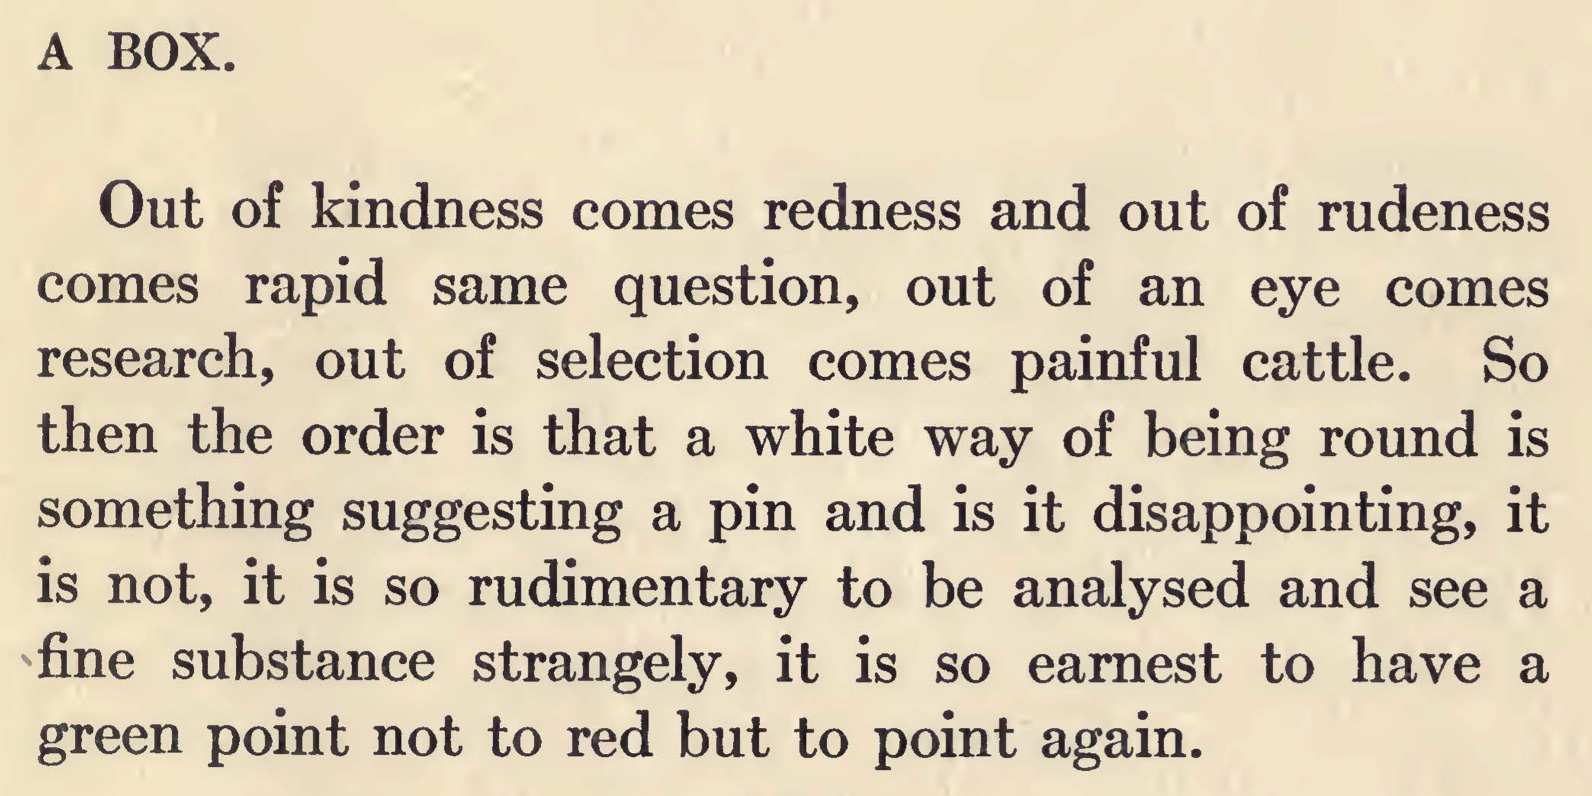 A BOX.
Out of kindness comes redness and out of rudeness
comes rapid same question, out of an eye comes
research, out of selection comes painful cattle. So
then the order is that a white way of being round is
something suggesting a pin and is it disappointing, it
is not, it is so rudimentary to be analysed and see a
fine substance strangely, it is so earnest to have a
green point not to red but to point again.